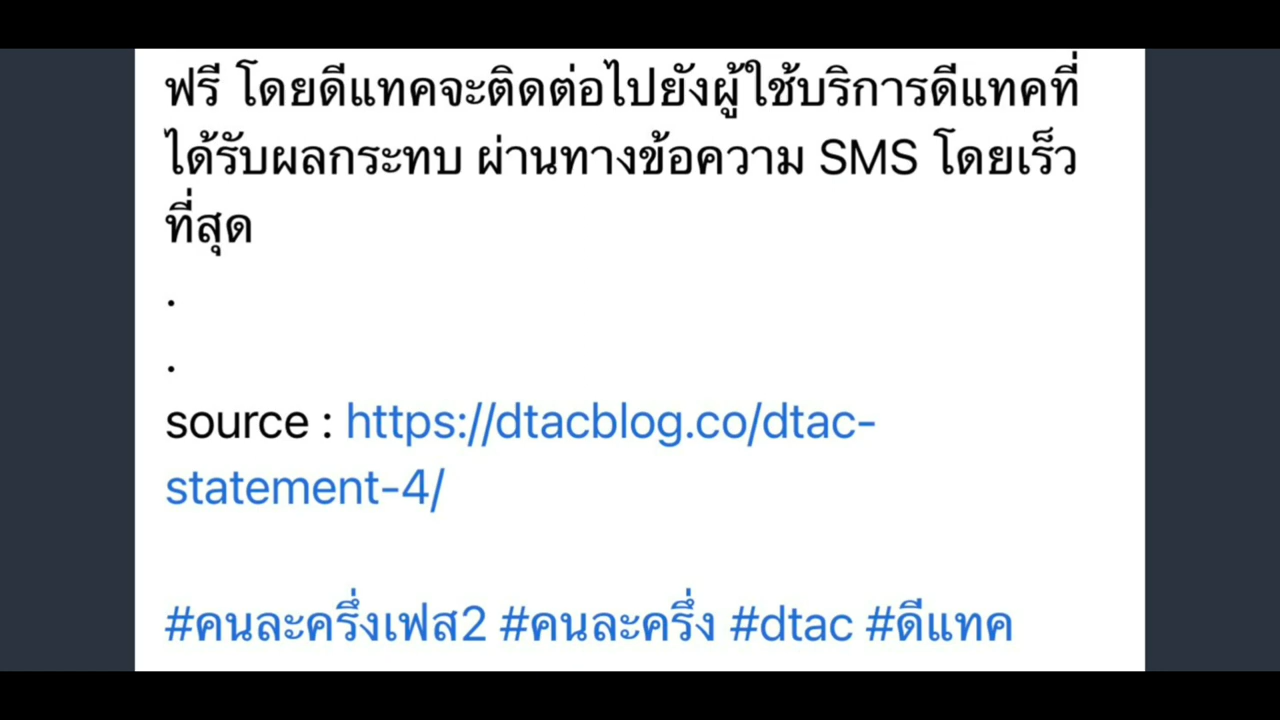 ฟรี โดยดีแทคจะติดต่อไปยังผู้ใช้บริการดีแทคที่
ได้รับผลกระทบ ผ่านทางข้อความ SMS โดยเร็ว
ที่สุด
.
.
source : https://dtacblog.co/dtac-
statement-4/
#คนละครึ่งเฟส2 #คนละครึ่ง #dtac #ดีแทค